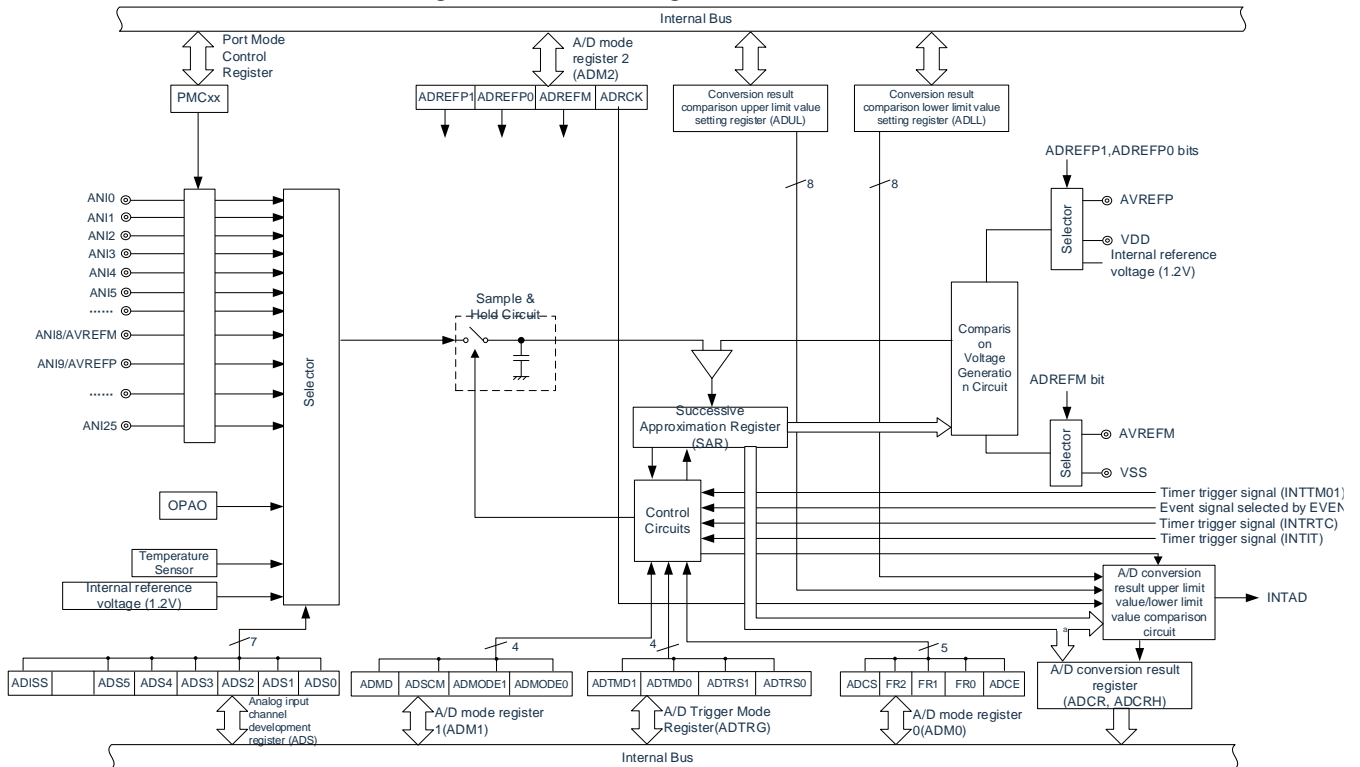 Internal Bus
Port Mode
Control
Register
A/D mode
register 2
(ADM2)
PMCxx
ADREFP1 ADREFP0 ADREFM ADRCK
Conversion result
comparison upper limit value
setting register (ADUL)
Conversion result
comparison lower limit value
setting register (ADLL)
ADREFP1,ADREFP0 bits
8
8
Selector
AVREFP
VDD
Internal reference
voltage (1.2V)
ANI0
ANI1
ANI2
ANI3
ANI4
ANI5
......
ANI8/AVREFM
ANI9/AVREFP
......
ANI25
Selector
Sample &
Hold Circuit
Comparis
on
Voltage
Generatio
n Circuit
ADREFM bit
Selector
AVREFM
VSS
Successive
Approximation Register
(SAR)
OPAO
Control
Circuits
Timer trigger signal (INTTM01)
Event signal selected by EVEN
Timer trigger signal (INTRTC)
Timer trigger signal (INTIT)
Temperature
Sensor
Internal reference
voltage (1.2V)
A/D conversion
result upper limit
value/lower limit
value comparison
circuit
INTAD
7
4
4
5
ADISS ADS5 ADS4 ADS3 ADS2 ADS1 ADS0
ADMD ADSCM ADMODE1 ADMODE0
ADTMD1 ADTMD0 ADTRS1 ADTRS0
ADCS FR2 FR1 FR0 ADCE
A/D conversion result
register
(ADCR, ADCRH)
Analog input
channel
development
register (ADS)
A/D mode register
1(ADM1)
A/D Trigger Mode
Register(ADTRG)
A/D mode register
0(ADM0)
Internal Bus